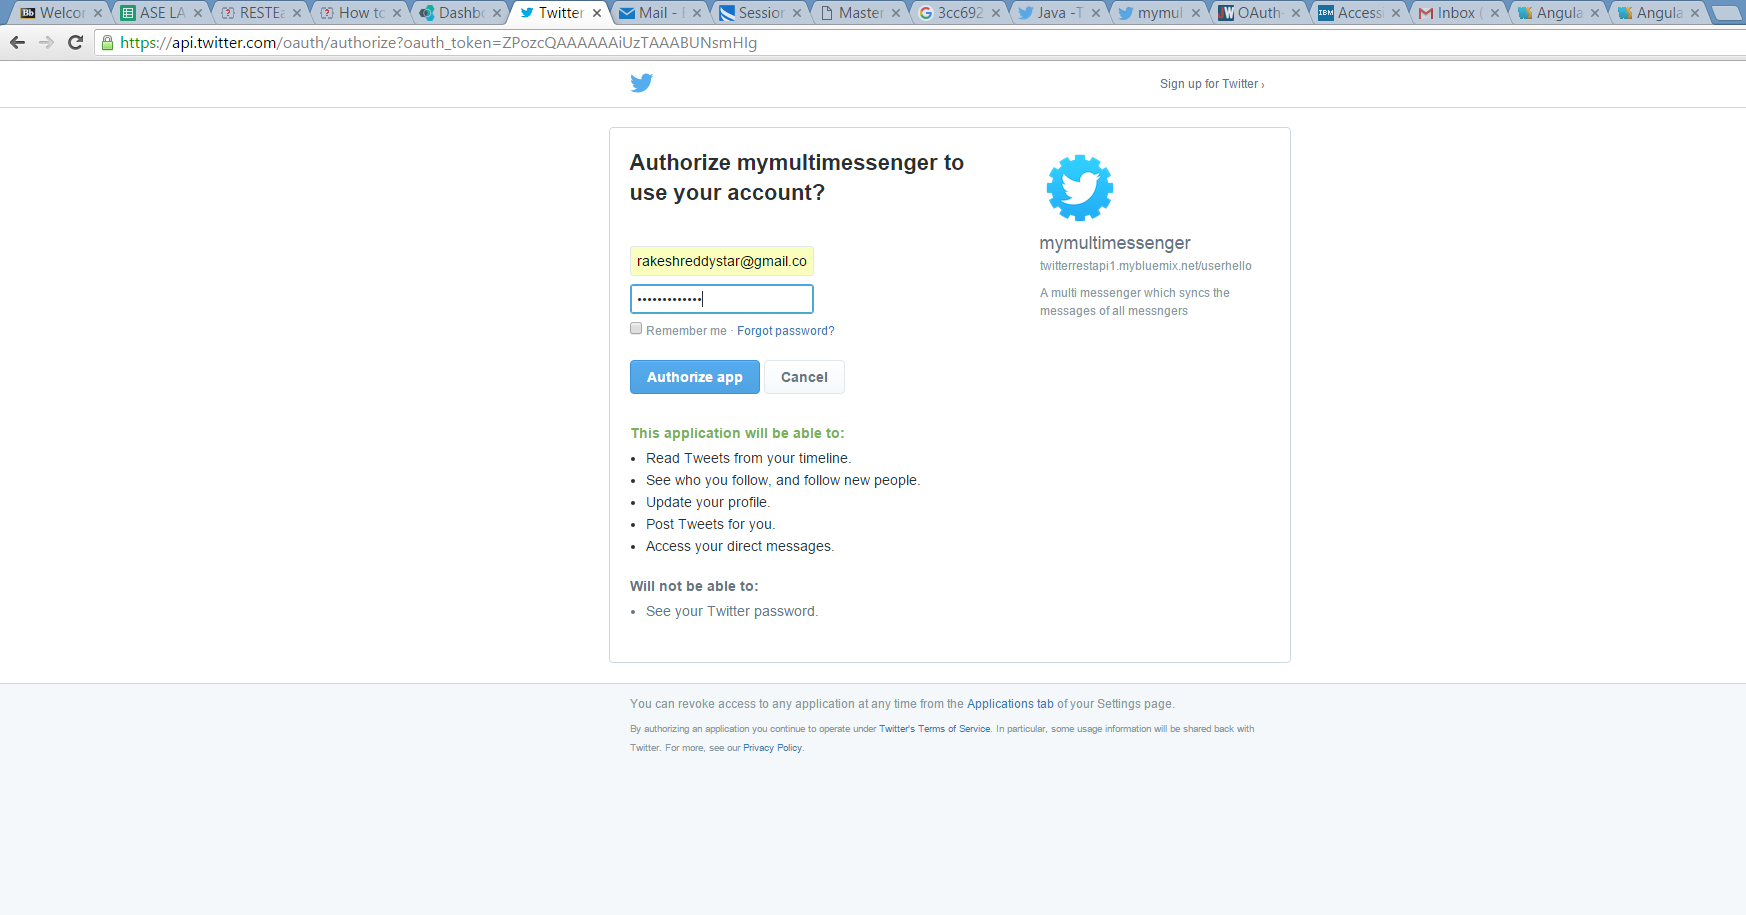 Bb Welcor
ASE LA
RESTEa
How to
Dashbo
Twitter
Mail - 
Session
Master
3cc692
Java -T
mymul
JW OAuth-
IBM Access
Inbox (
Angula
Angula
https://api.twitter.com/oauth/authorize?oauth_token=ZPozcQAAAAAAiUzTAAABUNsmHIg
Sign up for Twitter ›
Authorize mymultimessenger to
use your account?
rakeshreddystar@gmail.co
•••••••••••••
Remember me · Forgot password?
Authorize app
Cancel
This application will be able to:
• Read Tweets from your timeline.
• See who you follow, and follow new people.
• Update your profile.
• Post Tweets for you.
• Access your direct messages.
Will not be able to:
• See your Twitter password.
mymultimessenger
twitterrestapi1.mybluemix.net/userhello
A multi messenger which syncs the
messages of all messngers
You can revoke access to any application at any time from the Applications tab of your Settings page.
By authorizing an application you continue to operate under Twitter's Terms of Service. In particular, some usage information will be shared back with
Twitter. For more, see our Privacy Policy.